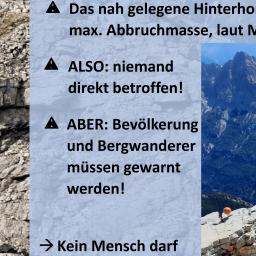 Das nah gelegene Hinterho
max. Abbruchmasse, laut M
ALSO: niemand
direkt betroffen!
ABER: Bevölkerung
und Bergwanderer
müssen gewarnt
werden!
→ Kein Mensch darf